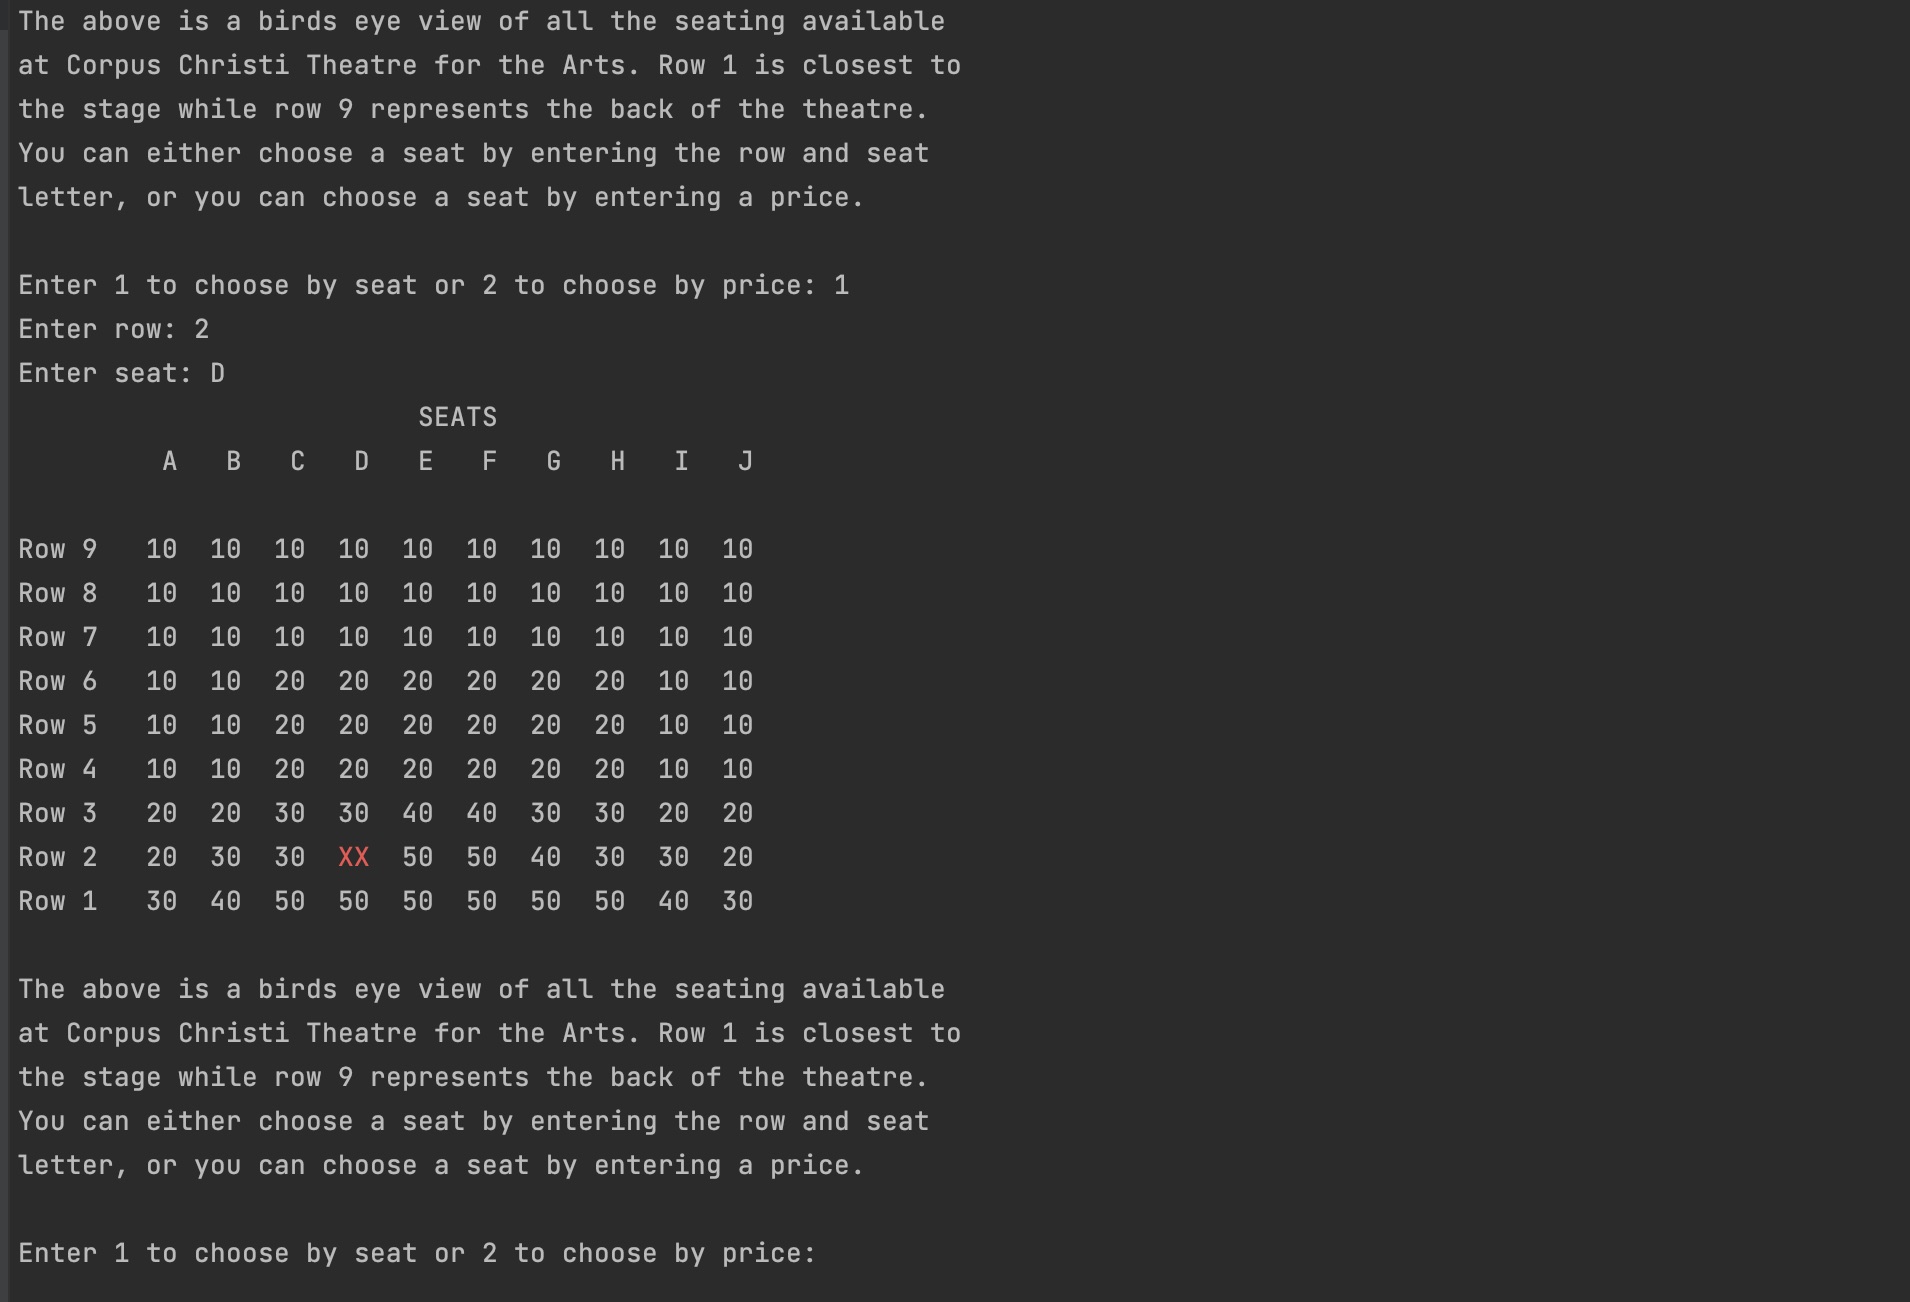 The above is a birds eye view of all the seating available
at Corpus Christi Theatre for the Arts. Row 1 is closest to
the stage while row 9 represents the back of the theatre.
You can either choose a seat by entering the row and seat
letter, or you can choose a seat by entering a price.

Enter 1 to choose by seat or 2 to choose by price: 1
Enter row: 2
Enter seat: D
                         SEATS
         A   B   C   D   E   F   G   H   I   J

Row 9   10  10  10  10  10  10  10  10  10  10
Row 8   10  10  10  10  10  10  10  10  10  10
Row 7   10  10  10  10  10  10  10  10  10  10
Row 6   10  10  20  20  20  20  20  20  10  10
Row 5   10  10  20  20  20  20  20  20  10  10
Row 4   10  10  20  20  20  20  20  20  10  10
Row 3   20  20  30  30  40  40  30  30  20  20
Row 2   20  30  30  XX  50  50  40  30  30  20
Row 1   30  40  50  50  50  50  50  50  40  30

The above is a birds eye view of all the seating available
at Corpus Christi Theatre for the Arts. Row 1 is closest to
the stage while row 9 represents the back of the theatre.
You can either choose a seat by entering the row and seat
letter, or you can choose a seat by entering a price.

Enter 1 to choose by seat or 2 to choose by price: